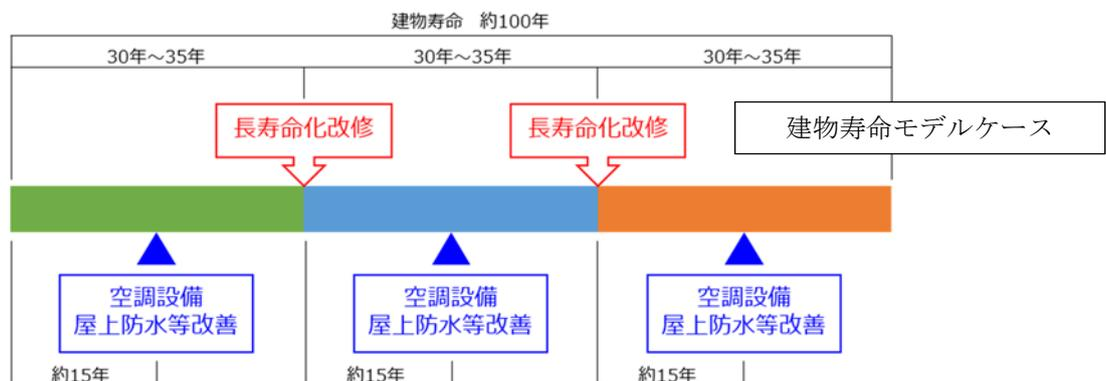 建物寿命　約100年
30年～35年
30年～35年
30年～35年
長寿命化改修
長寿命化改修
建物寿命モデルケース
空調設備
屋上防水等改善
空調設備
屋上防水等改善
空調設備
屋上防水等改善
約15年
約15年
約15年